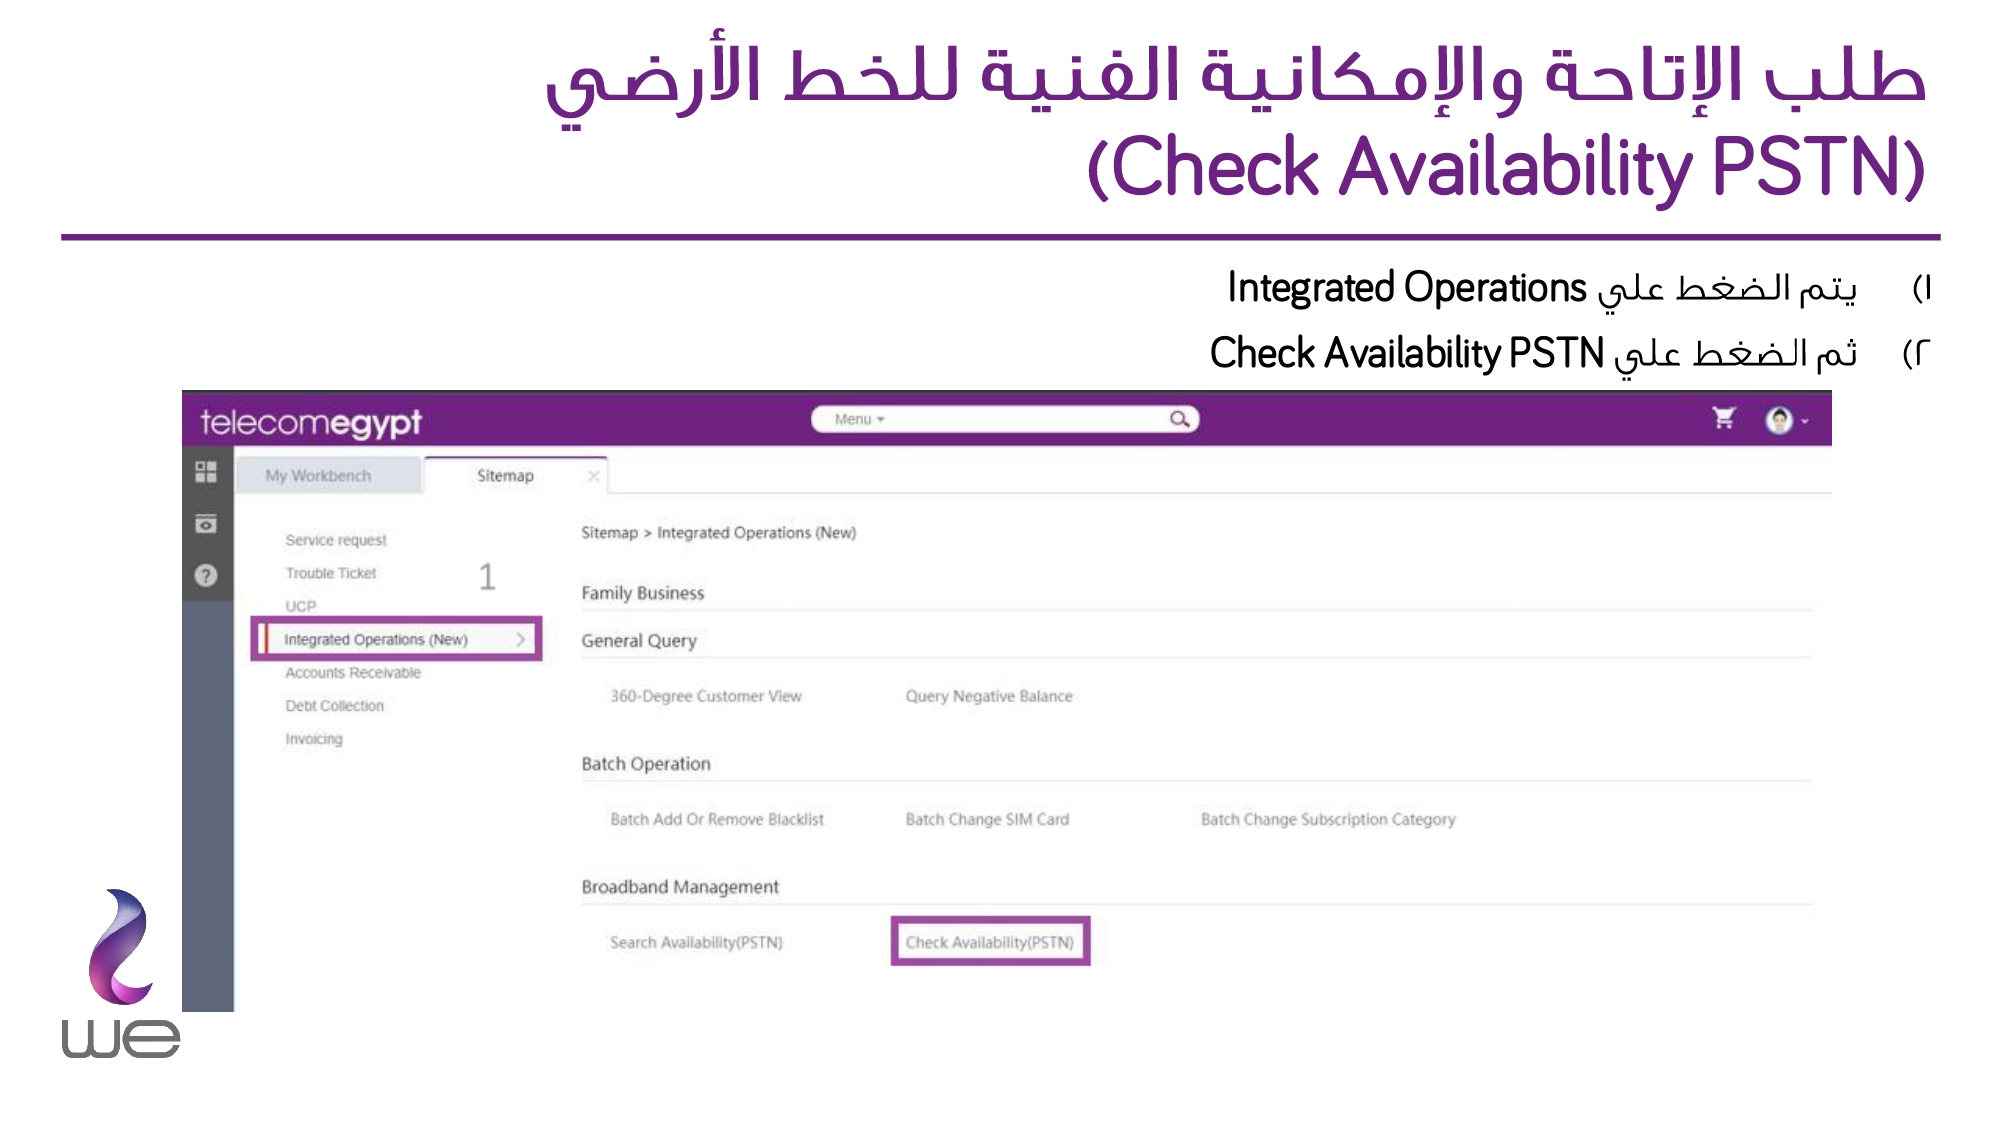 طلب الإتاحة والإمكانية الفنية للخط الأرضي
(Check Availability PSTN)
١) يتم الضغط علي Integrated Operations
٢) ثم الضغط علي Check Availability PSTN
telecomegypt
Menu
My Workbench
Sitemap
Service request
Trouble Ticket
1
UCP
Integrated Operations (New)
Accounts Receivable
Debt Collection
Invoicing
Sitemap > Integrated Operations (New)
Family Business
General Query
360-Degree Customer View
Query Negative Balance
Batch Operation
Batch Add Or Remove Blacklist
Batch Change SIM Card
Batch Change Subscription Category
Broadband Management
Search Availability(PSTN)
Check Availability(PSTN)
we